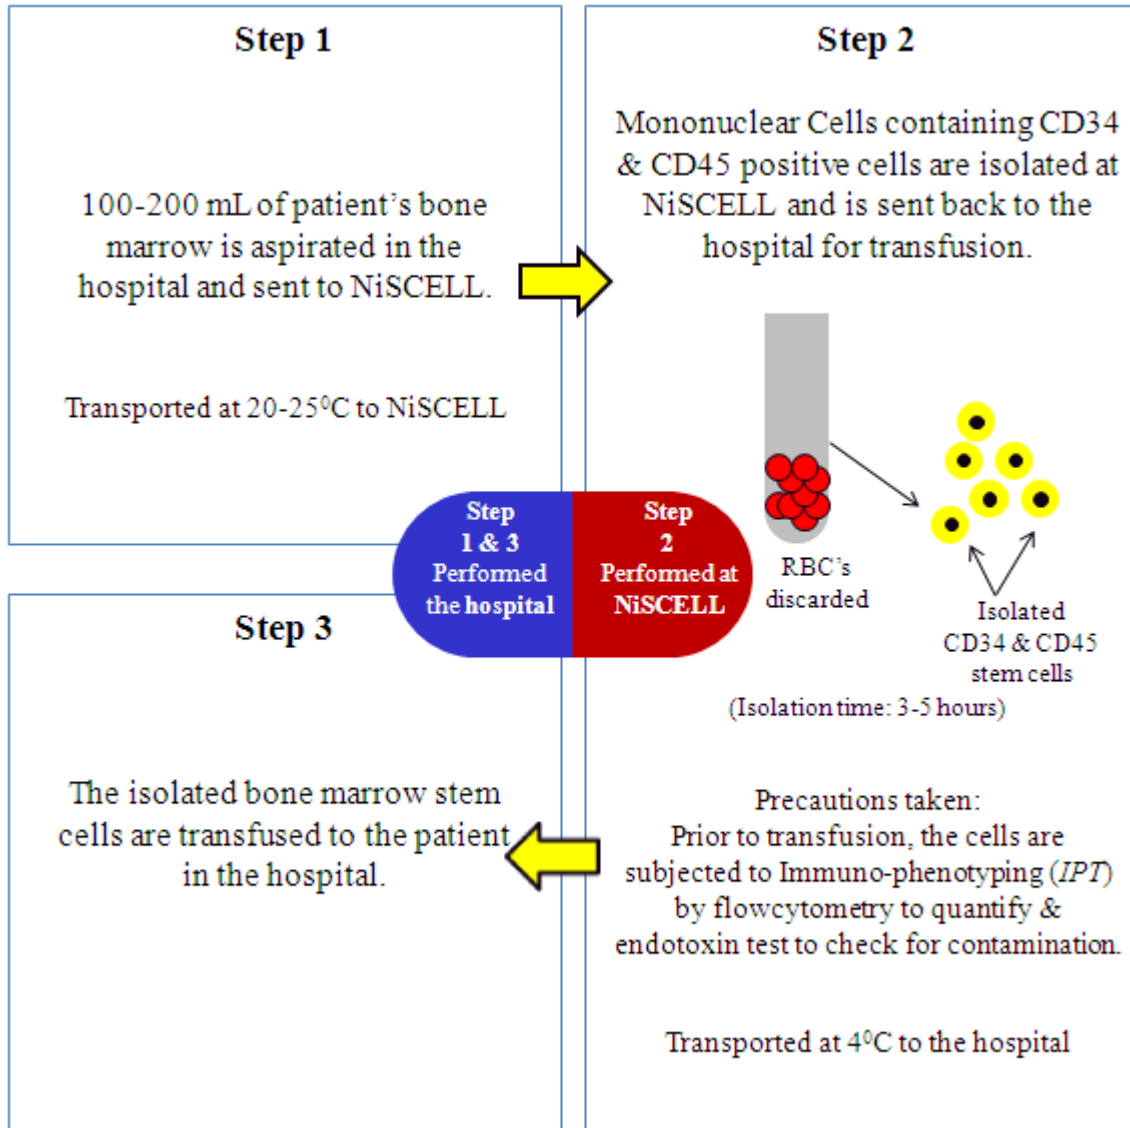 Step 1
100-200 mL of patient’s bone
marrow is aspirated in the
hospital and sent to NiSCELL.
Transported at 20-25⁰C to NiSCELL
Step 2
Mononuclear Cells containing CD34
& CD45 positive cells are isolated at
NiSCELL and is sent back to the
hospital for transfusion.
RBC’s
discarded
Isolated
CD34 & CD45
stem cells
(Isolation time: 3-5 hours)
Precautions taken:
Prior to transfusion, the cells are
subjected to Immuno-phenotyping (IPT)
by flowcytometry to quantify &
endotoxin test to check for contamination.
Transported at 4⁰C to the hospital
Step
1 & 3
Performed
the hospital
Step
2
Performed at
NiSCELL
Step 3
The isolated bone marrow stem
cells are transfused to the patient
in the hospital.